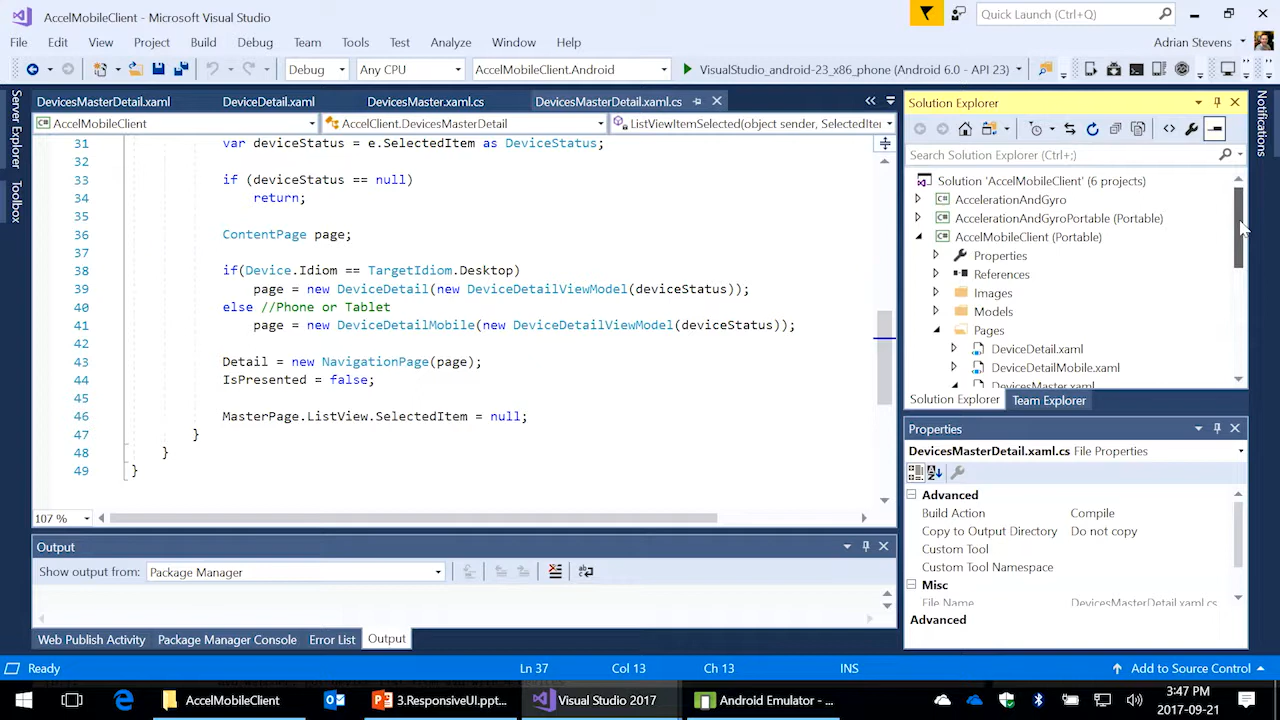 AccelMobileClient - Microsoft Visual Studio
Quick Launch (Ctrl+Q)
File Edit View Project Build Debug Team Tools Test Analyze Window Help
Adrian Stevens
Debug Any CPU AccelMobileClient.Android VisualStudio_android-23_x86_phone (Android 6.0 - API 23)
Server Explorer
Toolbox
DevicesMasterDetail.xaml DeviceDetail.xaml DevicesMaster.xaml.cs DevicesMasterDetail.xaml.cs
AccelMobileClient AccelClient.DevicesMasterDetail ListViewItemSelected(object sender, SelectedIter
31 var deviceStatus = e.SelectedItem as DeviceStatus;
32
33 if (deviceStatus == null)
34 return;
35
36 ContentPage page;
37
38 if(Device.Idiom == TargetIdiom.Desktop)
39 page = new DeviceDetail(new DeviceDetailViewModel(deviceStatus));
40 else //Phone or Tablet
41 page = new DeviceDetailMobile(new DeviceDetailViewModel(deviceStatus));
42
43 Detail = new NavigationPage(page);
44 IsPresented = false;
45
46 MasterPage.ListView.SelectedItem = null;
47 }
48 }
49 }
107 %
Output
Show output from: Package Manager
Web Publish Activity Package Manager Console Error List Output
Solution Explorer
Search Solution Explorer (Ctrl+;)
Solution 'AccelMobileClient' (6 projects)
AccelerationAndGyro
AccelerationAndGyroPortable (Portable)
AccelMobileClient (Portable)
Properties
References
Images
Models
Pages
DeviceDetail.xaml
DeviceDetailMobile.xaml
DevicesMaster.xaml
Solution Explorer Team Explorer
Properties
DevicesMasterDetail.xaml.cs File Properties
Advanced
Build Action Compile
Copy to Output Directory Do not copy
Custom Tool
Custom Tool Namespace
Misc
File Name DevicesMasterDetail.xaml.cs
Advanced
Notifications
Ready Ln 37 Col 13 Ch 13 INS Add to Source Control
AccelMobileClient 3.ResponsiveUI.ppt... Visual Studio 2017 Android Emulator - ...
3:47 PM
2017-09-21